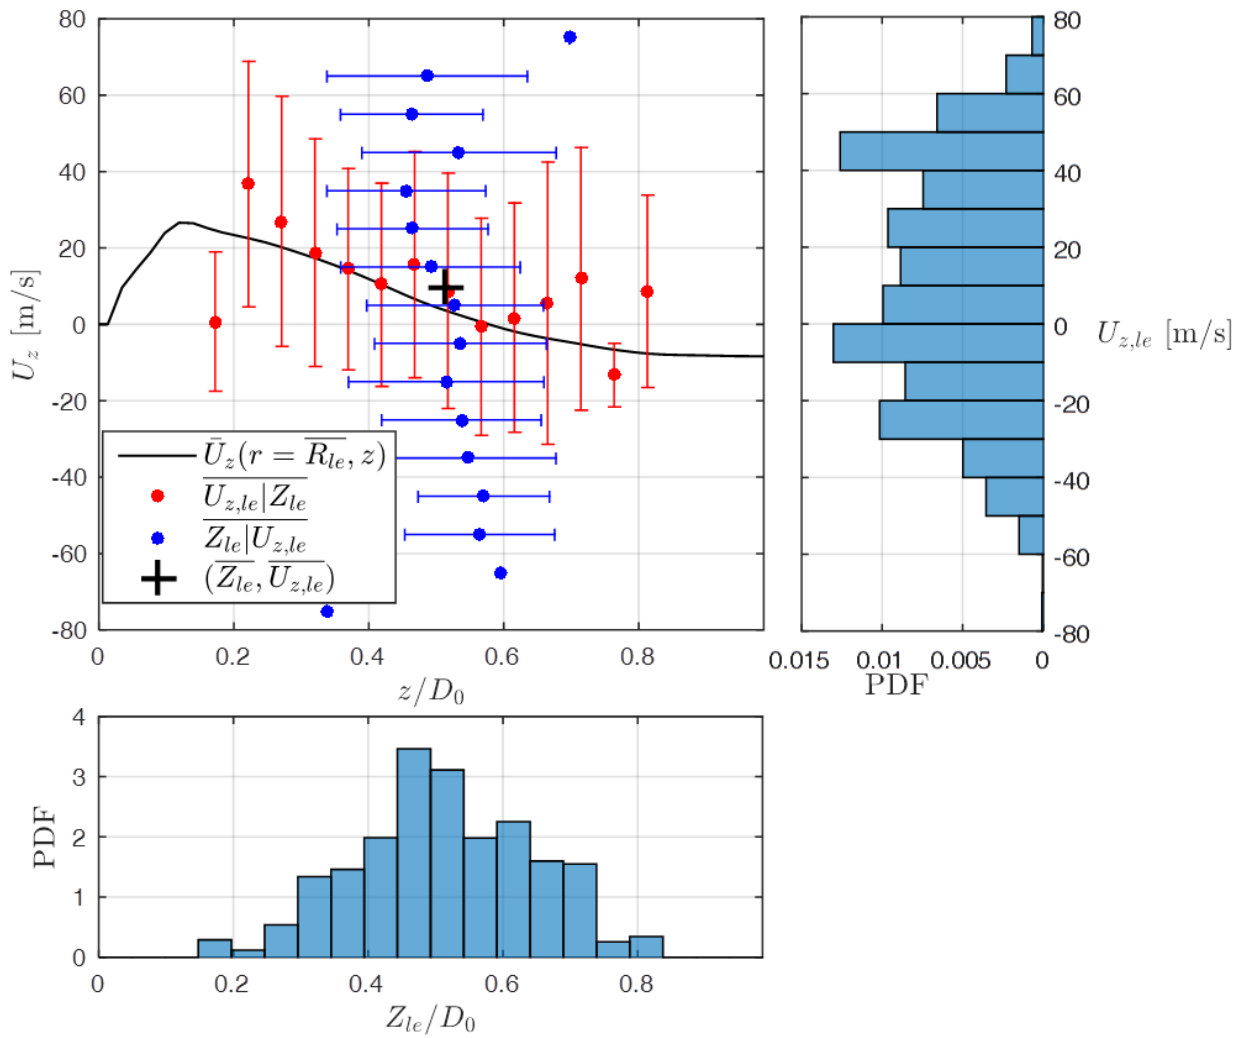 80
60
40
20
0
-20
-40
-60
-80
U_z [m/s]
Ū_z(r = \overline{R_{le}}, z)
\overline{U_{z,le}|Z_{le}}
\overline{Z_{le}|U_{z,le}}
(\overline{Z_{le}}, \overline{U_{z,le}})
0 0.2 0.4 0.6 0.8
z/D_0
80
60
40
20
0
-20
-40
-60
-80
U_{z,le} [m/s]
0.015 0.01 0.005 0
PDF
4
3
2
1
0
PDF
0 0.2 0.4 0.6 0.8
Z_{le}/D_0